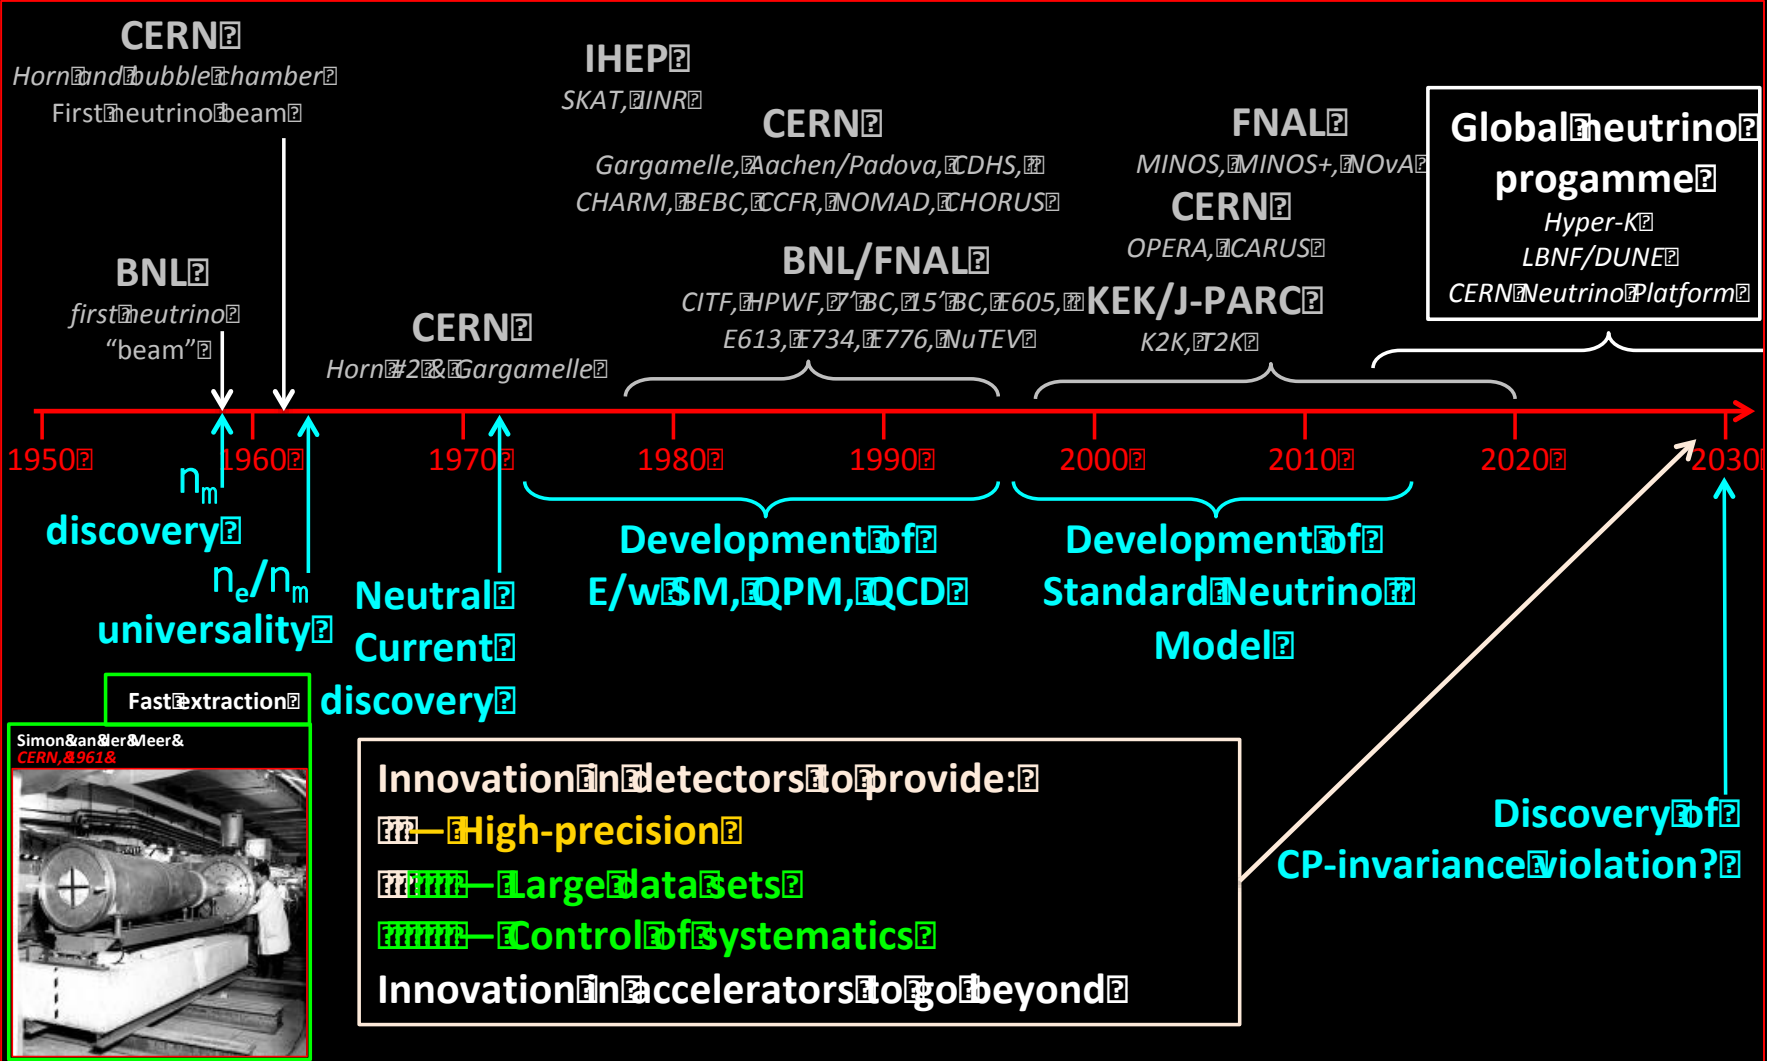 CERN
Horn and bubble chamber
First neutrino beam
IHEP
SKAT, JINR
CERN
Gargamelle, Aachen/Padova, CDHS,
CHARM, BEBC, CCFR, NOMAD, CHORUS
FNAL
MINOS, MINOS+, NOvA
CERN
OPERA, ICARUS
Global neutrino
progamme
Hyper-K
LBNF/DUNE
CERN Neutrino Platform
BNL
first neutrino
“beam”
CERN
Horn #2 & Gargamelle
BNL/FNAL
CITF, HPWF, 7’ BC, 15’ BC, E605,
E613, E734, E776, NuTEV
KEK/J-PARC
K2K, T2K
1950 1960 1970 1980 1990 2000 2010 2020 2030
nm
discovery
ne/nm
universality
Neutral
Current
discovery
Development of
E/w SM, QPM, QCD
Development of
Standard Neutrino
Model
Fast extraction
Simon&van&der&Meer&
CERN,&1961&
Innovation in detectors to provide:
— High-precision
— Large data sets
— Control of systematics
Innovation in accelerators to go beyond
Discovery of
CP-invariance violation?